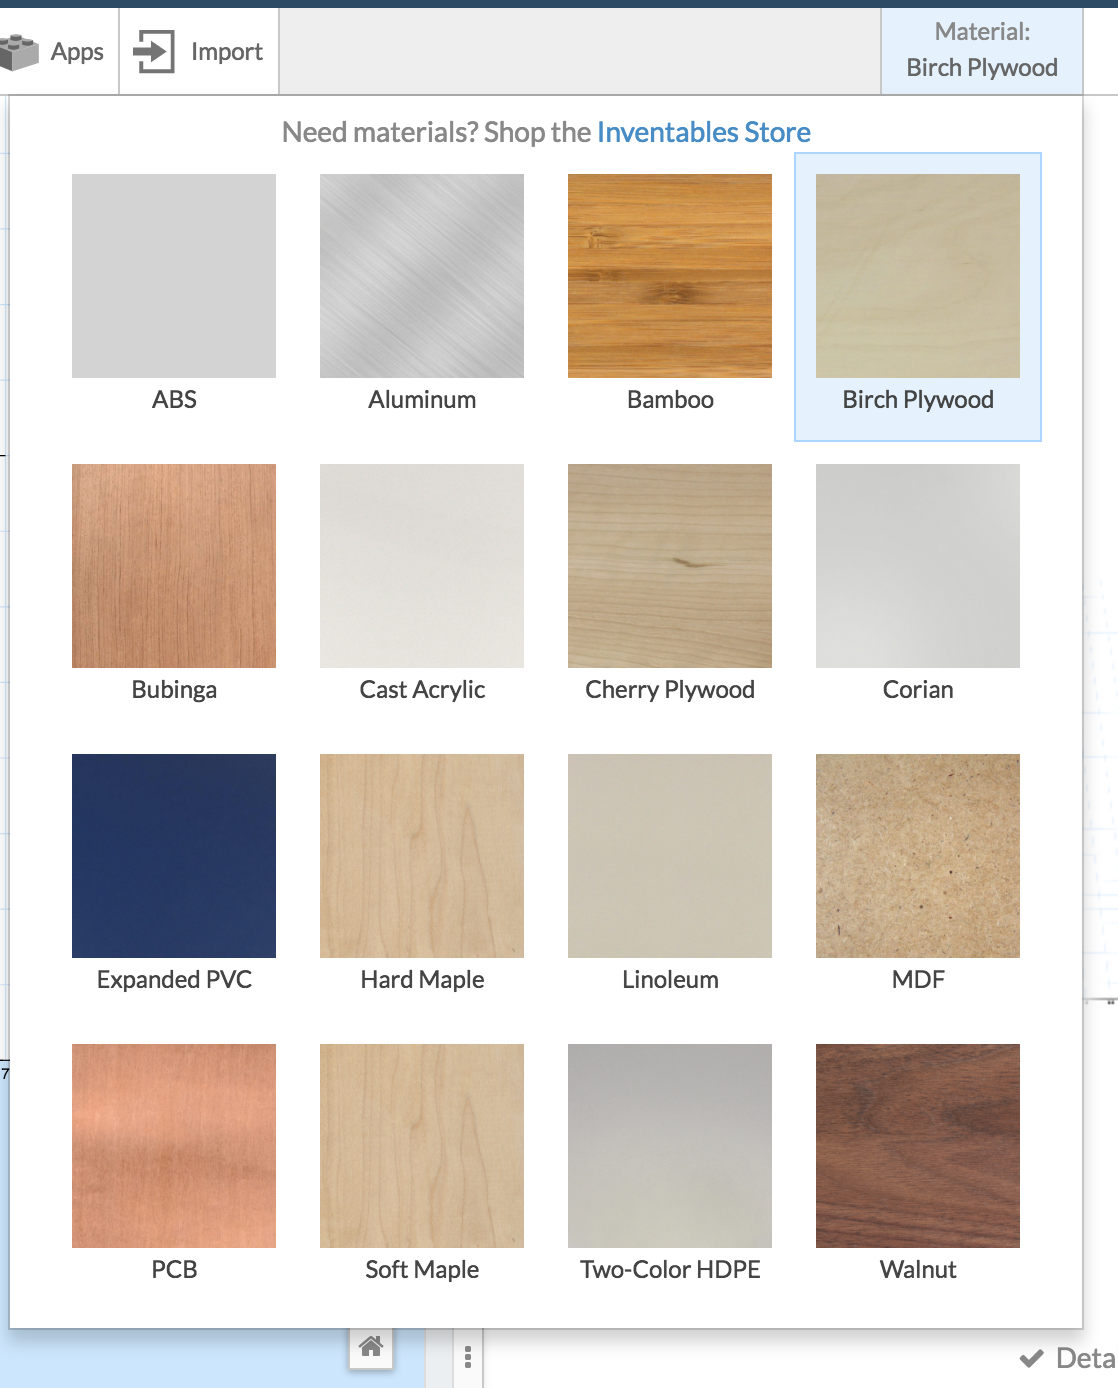 Apps
Import
Material:
Birch Plywood
Need materials? Shop the Inventables Store
ABS
Aluminum
Bamboo
Birch Plywood
Bubinga
Cast Acrylic
Cherry Plywood
Corian
Expanded PVC
Hard Maple
Linoleum
MDF
PCB
Soft Maple
Two-Color HDPE
Walnut
7
Deta